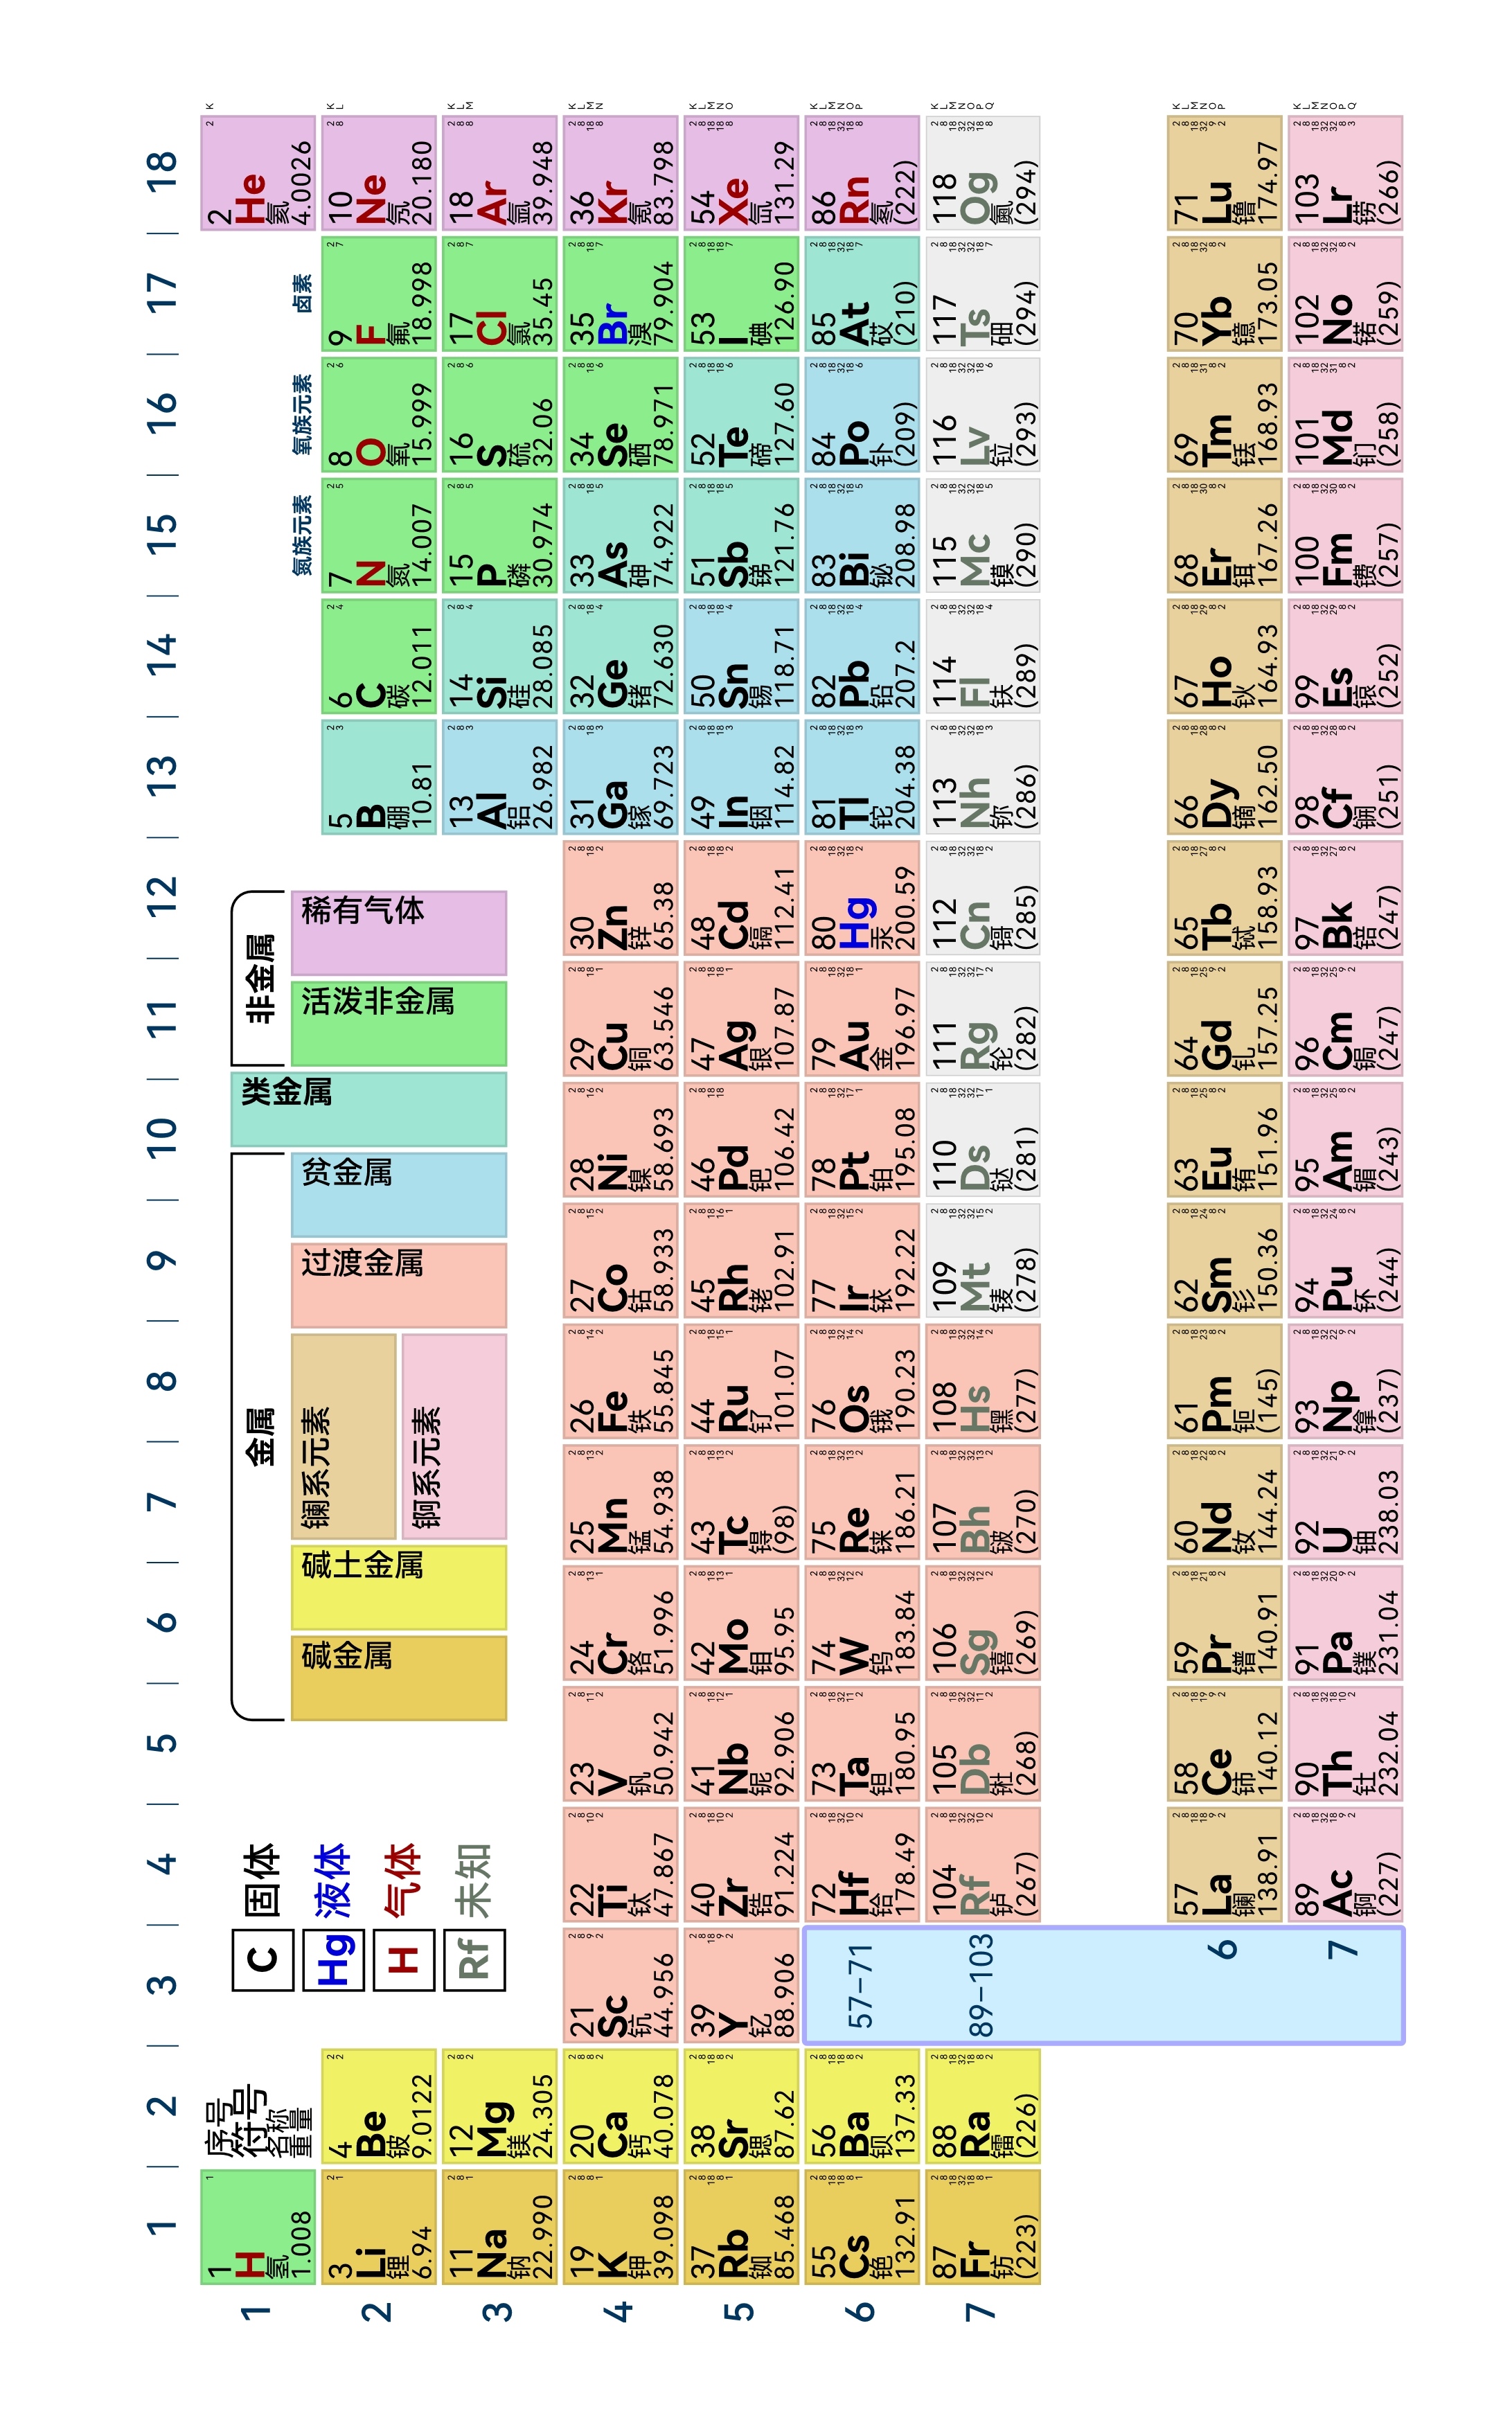 1 2 3 4 5 6 7 8 9 10 11 12 13 14 15 16 17 18
1
1 序号 2
H 符号 He
氢 名称 氦
1.008 重量 4.0026
C 固体
Hg 液体
H 气体
Rf 未知
金属 类金属 非金属
碱金属 碱土金属 镧系元素 过渡金属 贫金属 活泼非金属 稀有气体
锕系元素
氮族元素 氧族元素 卤素
2
3 4 5 6 7 8 9 10
Li Be B C N O F Ne
锂 铍 硼 碳 氮 氧 氟 氖
6.94 9.0122 10.81 12.011 14.007 15.999 18.998 20.180
3
11 12 13 14 15 16 17 18
Na Mg Al Si P S Cl Ar
钠 镁 铝 硅 磷 硫 氯 氩
22.990 24.305 26.982 28.085 30.974 32.06 35.45 39.948
4
19 20 21 22 23 24 25 26 27 28 29 30 31 32 33 34 35 36
K Ca Sc Ti V Cr Mn Fe Co Ni Cu Zn Ga Ge As Se Br Kr
钾 钙 钪 钛 钒 铬 锰 铁 钴 镍 铜 锌 镓 锗 砷 硒 溴 氪
39.098 40.078 44.956 47.867 50.942 51.996 54.938 55.845 58.933 58.693 63.546 65.38 69.723 72.630 74.922 78.971 79.904 83.798
5
37 38 39 40 41 42 43 44 45 46 47 48 49 50 51 52 53 54
Rb Sr Y Zr Nb Mo Tc Ru Rh Pd Ag Cd In Sn Sb Te I Xe
铷 锶 钇 锆 铌 钼 锝 钌 铑 钯 银 镉 铟 锡 锑 碲 碘 氙
85.468 87.62 88.906 91.224 92.906 95.95 (98) 101.07 102.91 106.42 107.87 112.41 114.82 118.71 121.76 127.60 126.90 131.29
6
55 56 57–71 72 73 74 75 76 77 78 79 80 81 82 83 84 85 86
Cs Ba Hf Ta W Re Os Ir Pt Au Hg Tl Pb Bi Po At Rn
铯 钡 铪 钽 钨 铼 锇 铱 铂 金 汞 铊 铅 铋 钋 砹 氡
132.91 137.33 178.49 180.95 183.84 186.21 190.23 192.22 195.08 196.97 200.59 204.38 207.2 208.98 (209) (210) (222)
7
87 88 89–103 104 105 106 107 108 109 110 111 112 113 114 115 116 117 118
Fr Ra Rf Db Sg Bh Hs Mt Ds Rg Cn Nh Fl Mc Lv Ts Og
钫 镭 𬬻 𬭊 𬭳 𬭛 𬭶 鿏 𫟼 𬬭 鿔 鿭 𫓧 镆 𫟷 鿬 鿫
(223) (226) (267) (268) (269) (270) (277) (278) (281) (282) (285) (286) (289) (290) (293) (294) (294)
6
57 58 59 60 61 62 63 64 65 66 67 68 69 70 71
La Ce Pr Nd Pm Sm Eu Gd Tb Dy Ho Er Tm Yb Lu
镧 铈 镨 钕 钷 钐 铕 钆 铽 镝 钬 铒 铥 镱 镥
138.91 140.12 140.91 144.24 (145) 150.36 151.96 157.25 158.93 162.50 164.93 167.26 168.93 173.05 174.97
7
89 90 91 92 93 94 95 96 97 98 99 100 101 102 103
Ac Th Pa U Np Pu Am Cm Bk Cf Es Fm Md No Lr
锕 钍 镤 铀 镎 钚 镅 锔 锫 锎 锿 镄 钔 锘 铹
(227) 232.04 231.04 238.03 (237) (244) (243) (247) (247) (251) (252) (257) (258) (259) (266)